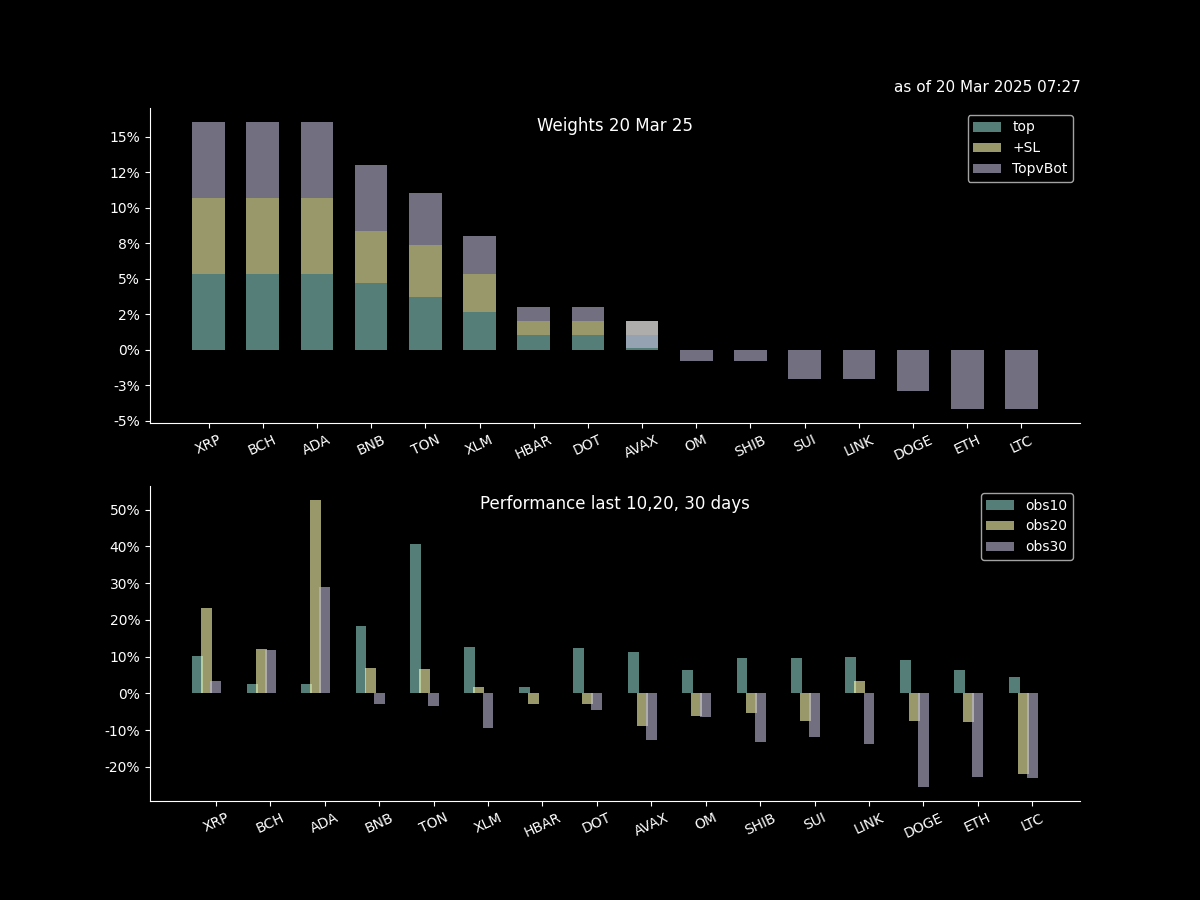 as of 20 Mar 2025 07:27
Weights 20 Mar 25
top
+SL
TopvBot
15%
12%
10%
8%
5%
2%
0%
-3%
-5%
XRP BCH ADA BNB TON XLM HBAR DOT AVAX OM SHIB SUI LINK DOGE ETH LTC
Performance last 10,20, 30 days
obs10
obs20
obs30
50%
40%
30%
20%
10%
0%
-10%
-20%
XRP BCH ADA BNB TON XLM HBAR DOT AVAX OM SHIB SUI LINK DOGE ETH LTC